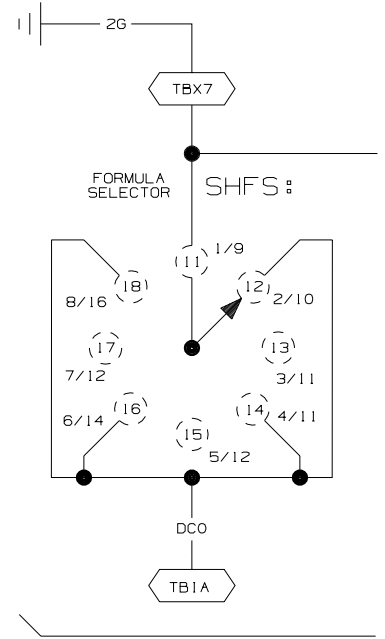 2G
TBX7
FORMULA
SELECTOR
SHFS:
11
1/9
18
12
8/16
2/10
17
13
7/12
3/11
16
14
6/14
4/11
15
5/12
DCO
TB1A